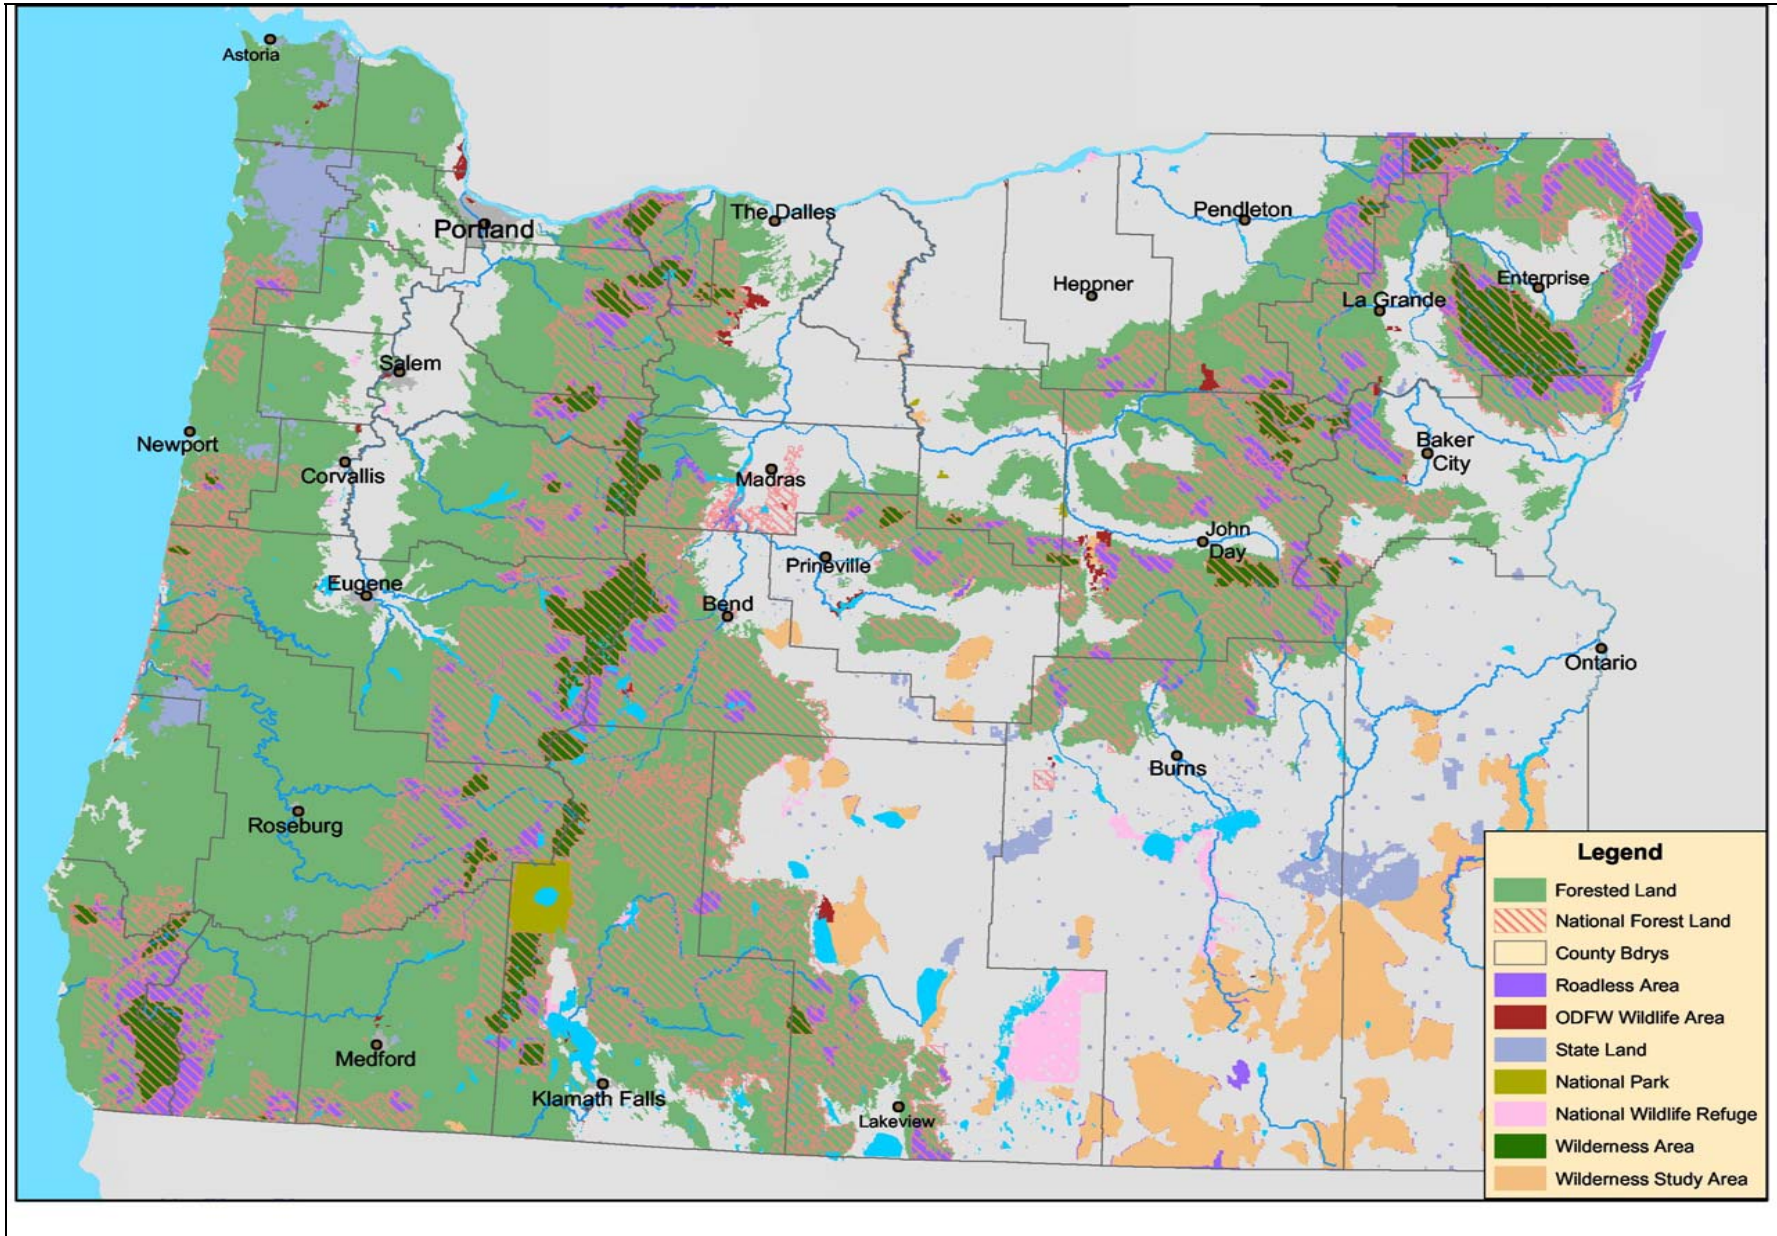 Astoria
Portland
The Dalles
Pendleton
Heppner
Enterprise
La Grande
Salem
Newport
Corvallis
Madras
Baker
City
John
Day
Prineville
Eugene
Bend
Ontario
Burns
Roseburg
Medford
Klamath Falls
Lakeview
Legend
Forested Land
National Forest Land
County Bdrys
Roadless Area
ODFW Wildlife Area
State Land
National Park
National Wildlife Refuge
Wilderness Area
Wilderness Study Area